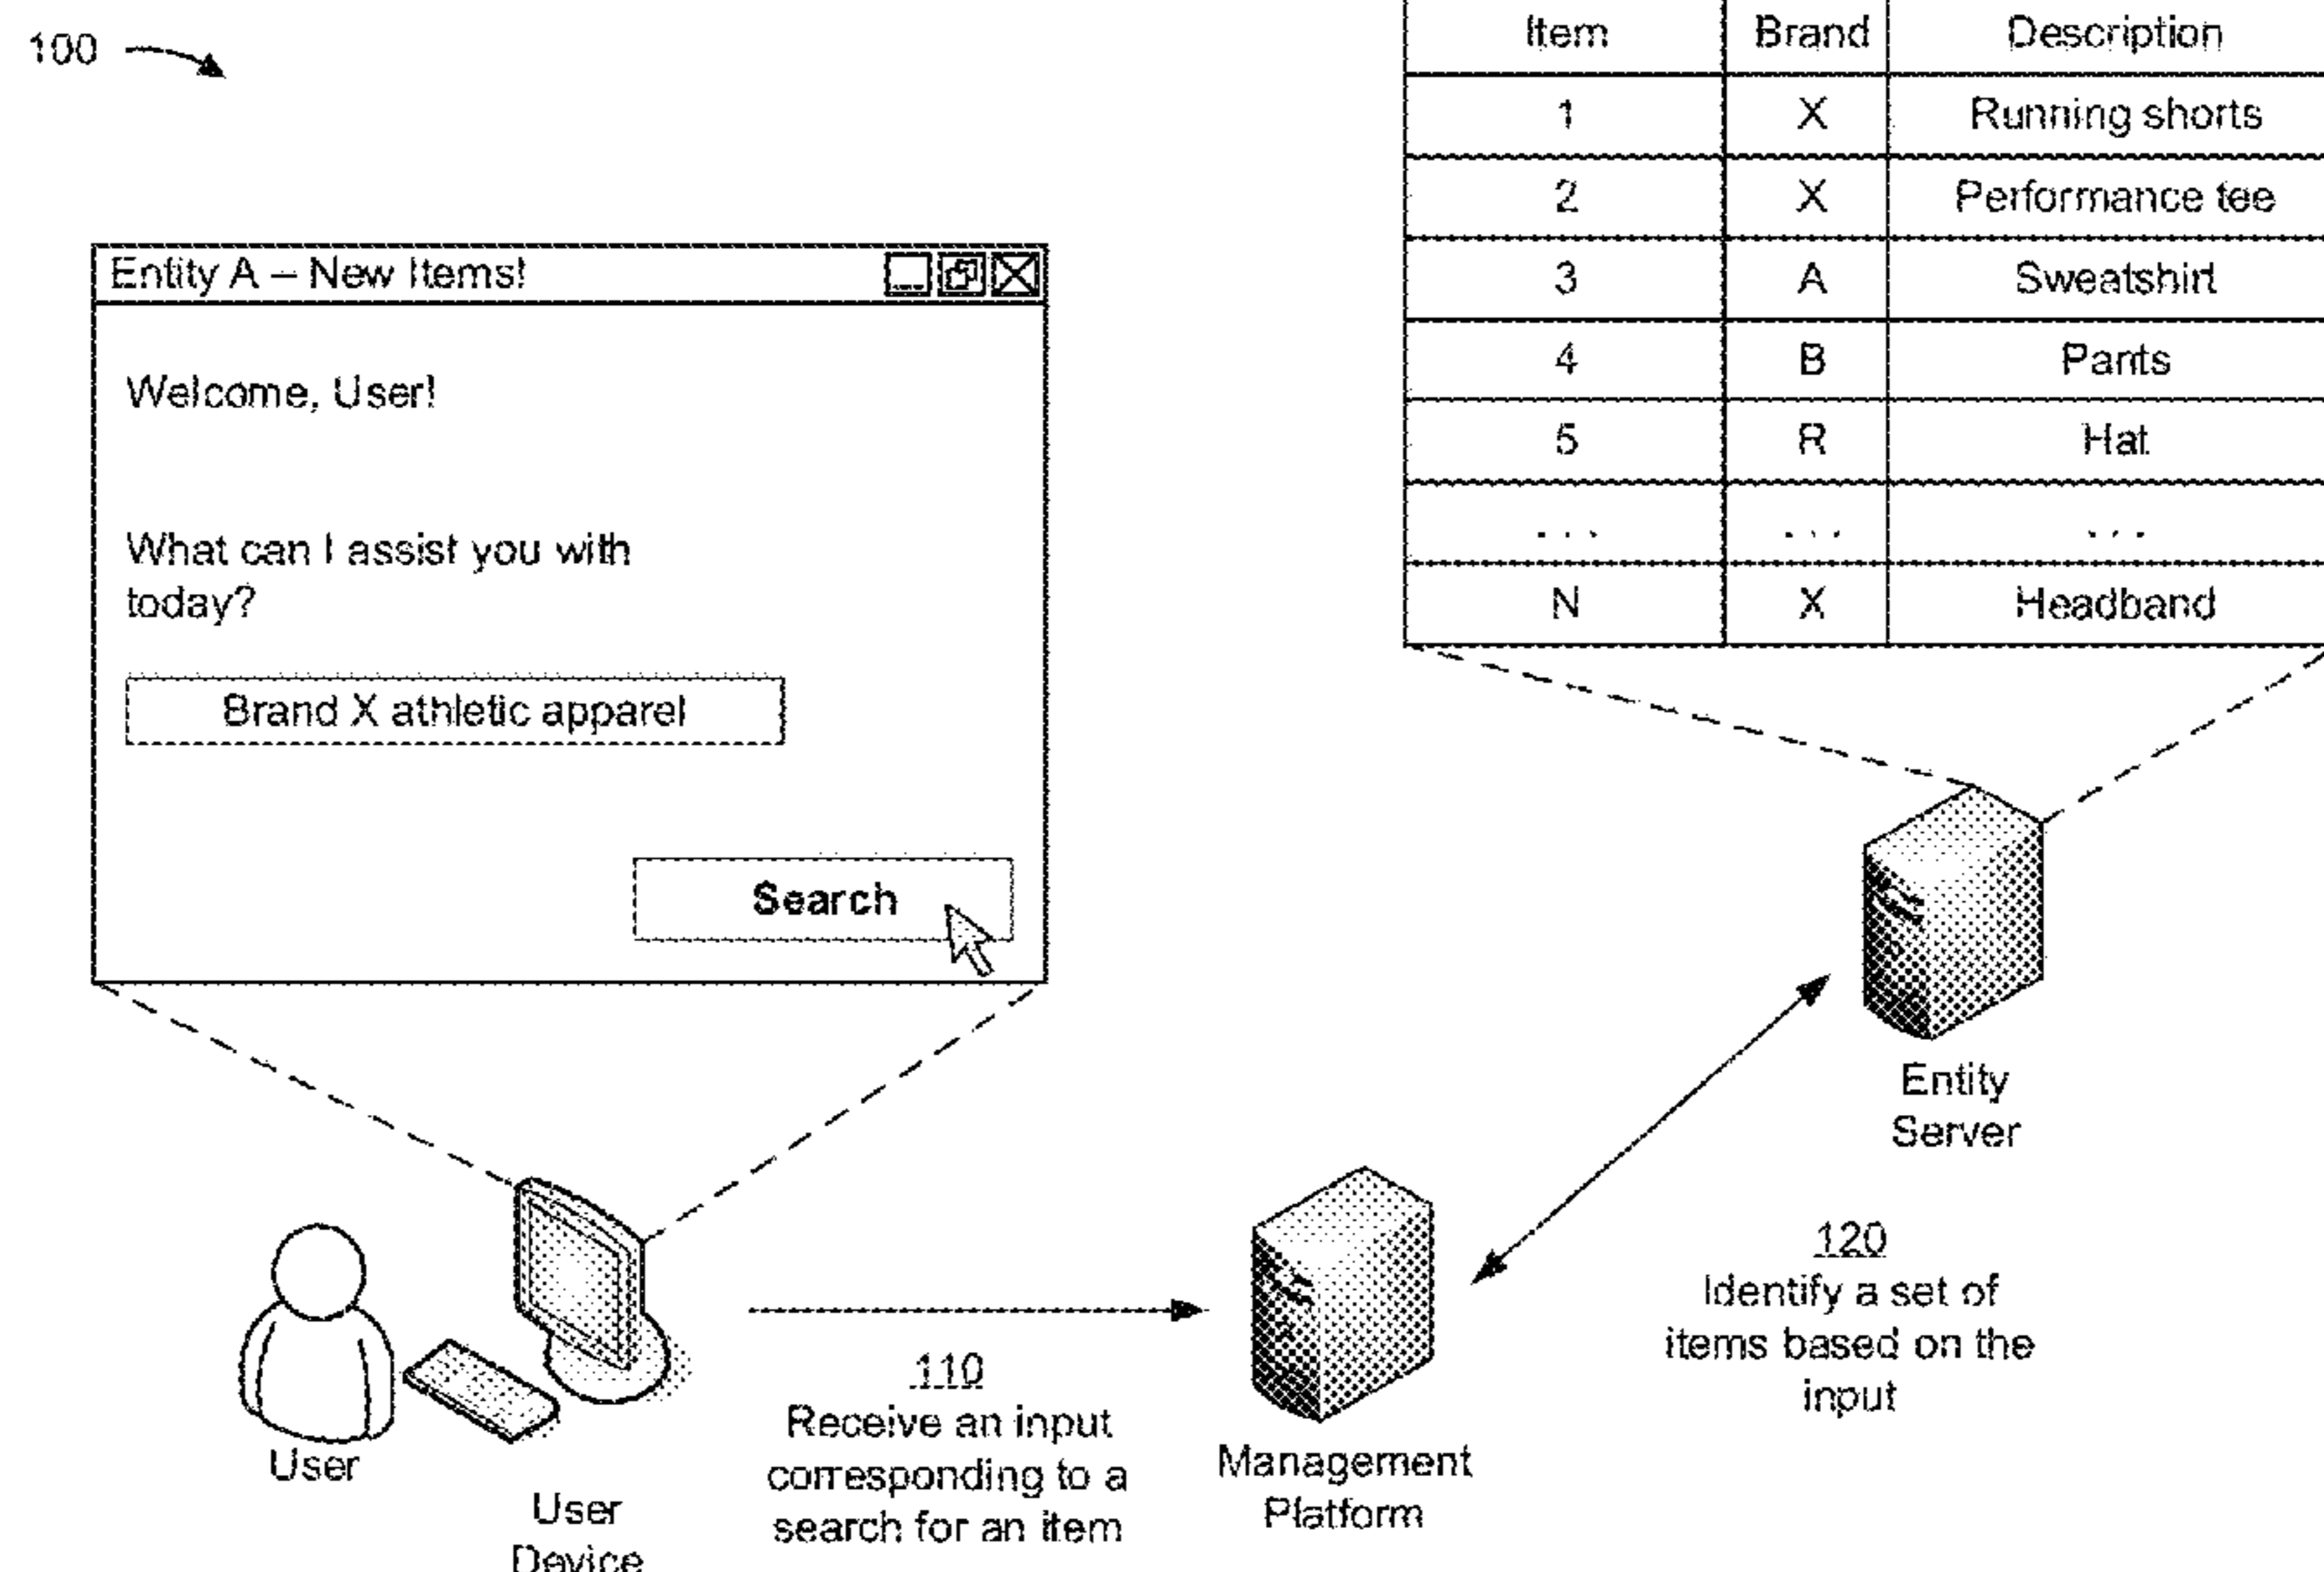 100
Item Brand Description
1 X Running shorts
2 X Performance tee
3 A Sweatshirt
4 B Pants
5 R Hat
... ... ...
N X Headband
Entity A – New Items!
Welcome, User!
What can I assist you with
today?
Brand X athletic apparel
Search
Entity
Server
120
Identify a set of
items based on the
input
110
Receive an input
corresponding to a
search for an item
Management
Platform
User
User
Device